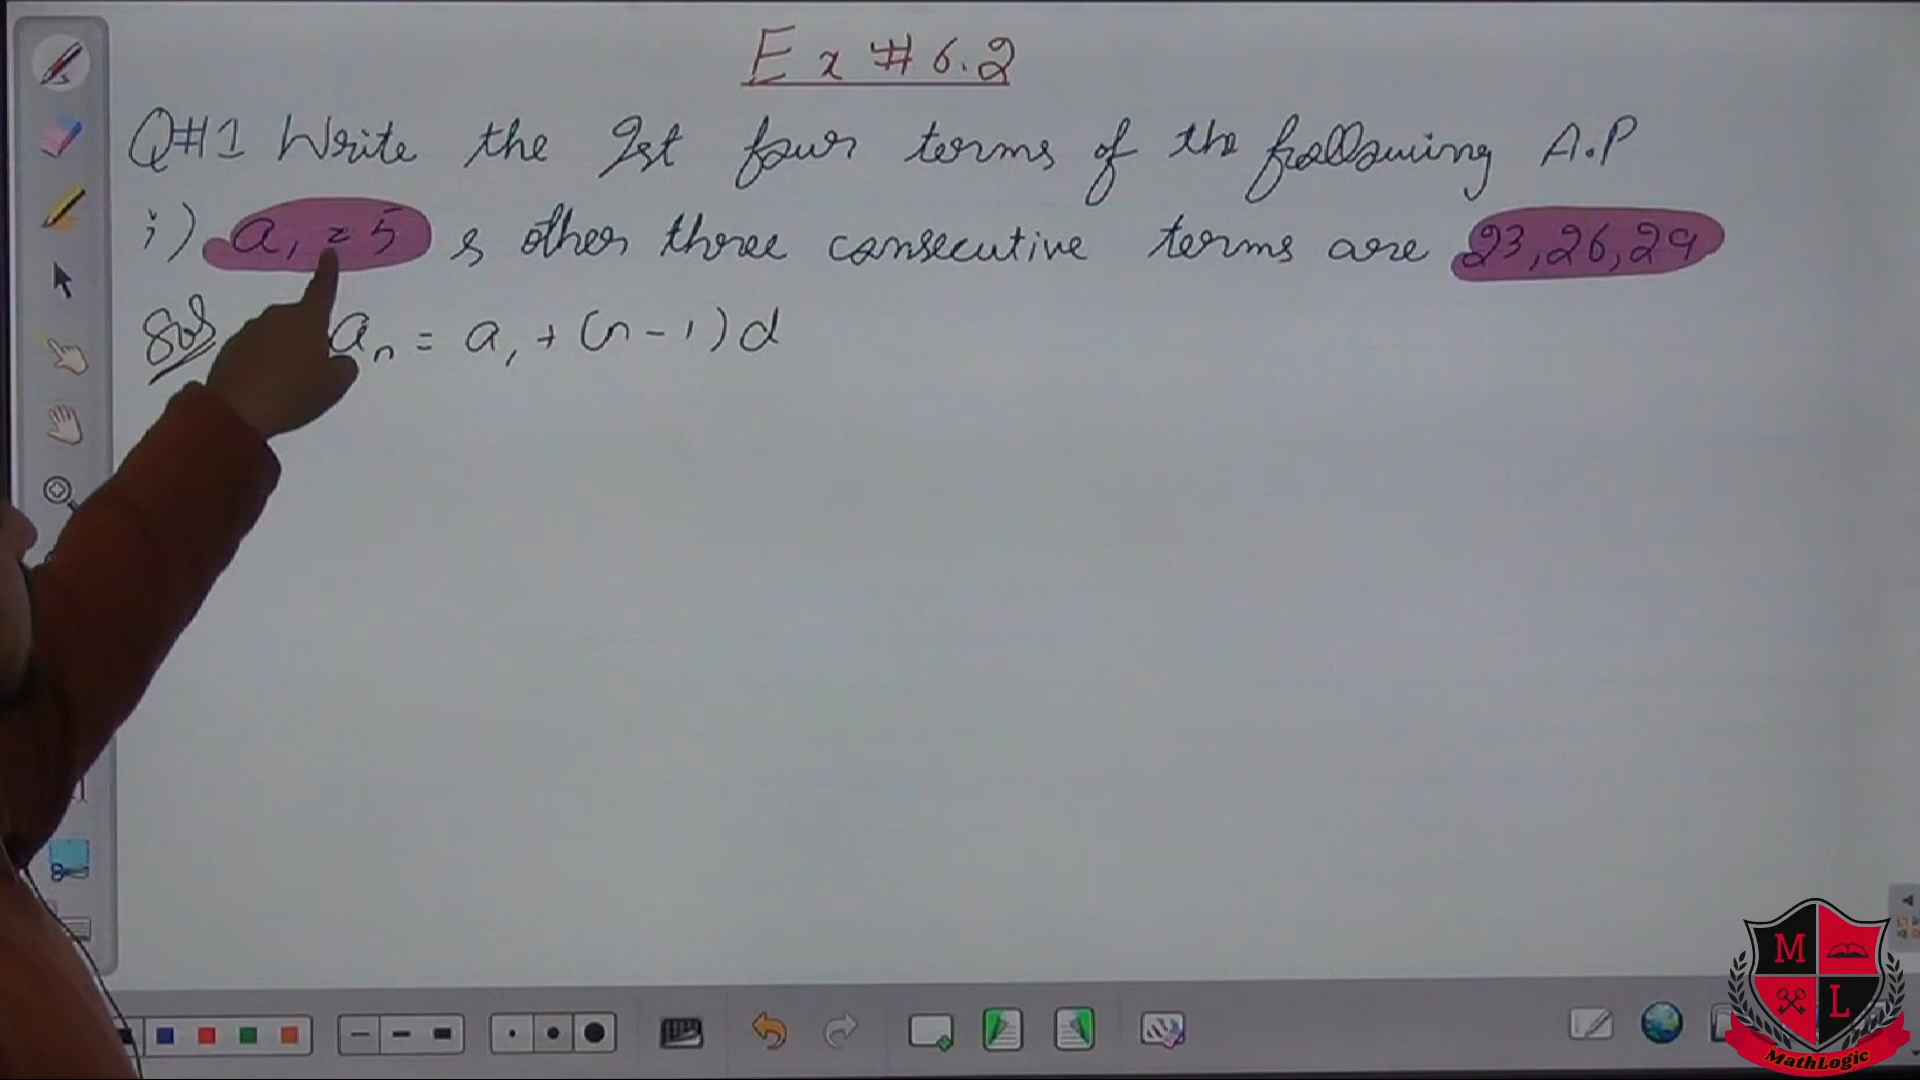 Ex # 6.2
Q#1 Write the 1st four terms of the following A.P
i) a₁ = 5 & other three consecutive terms are 23, 26, 29
Sol aₙ = a₁ + (n - 1)d
M
L
MathLogic